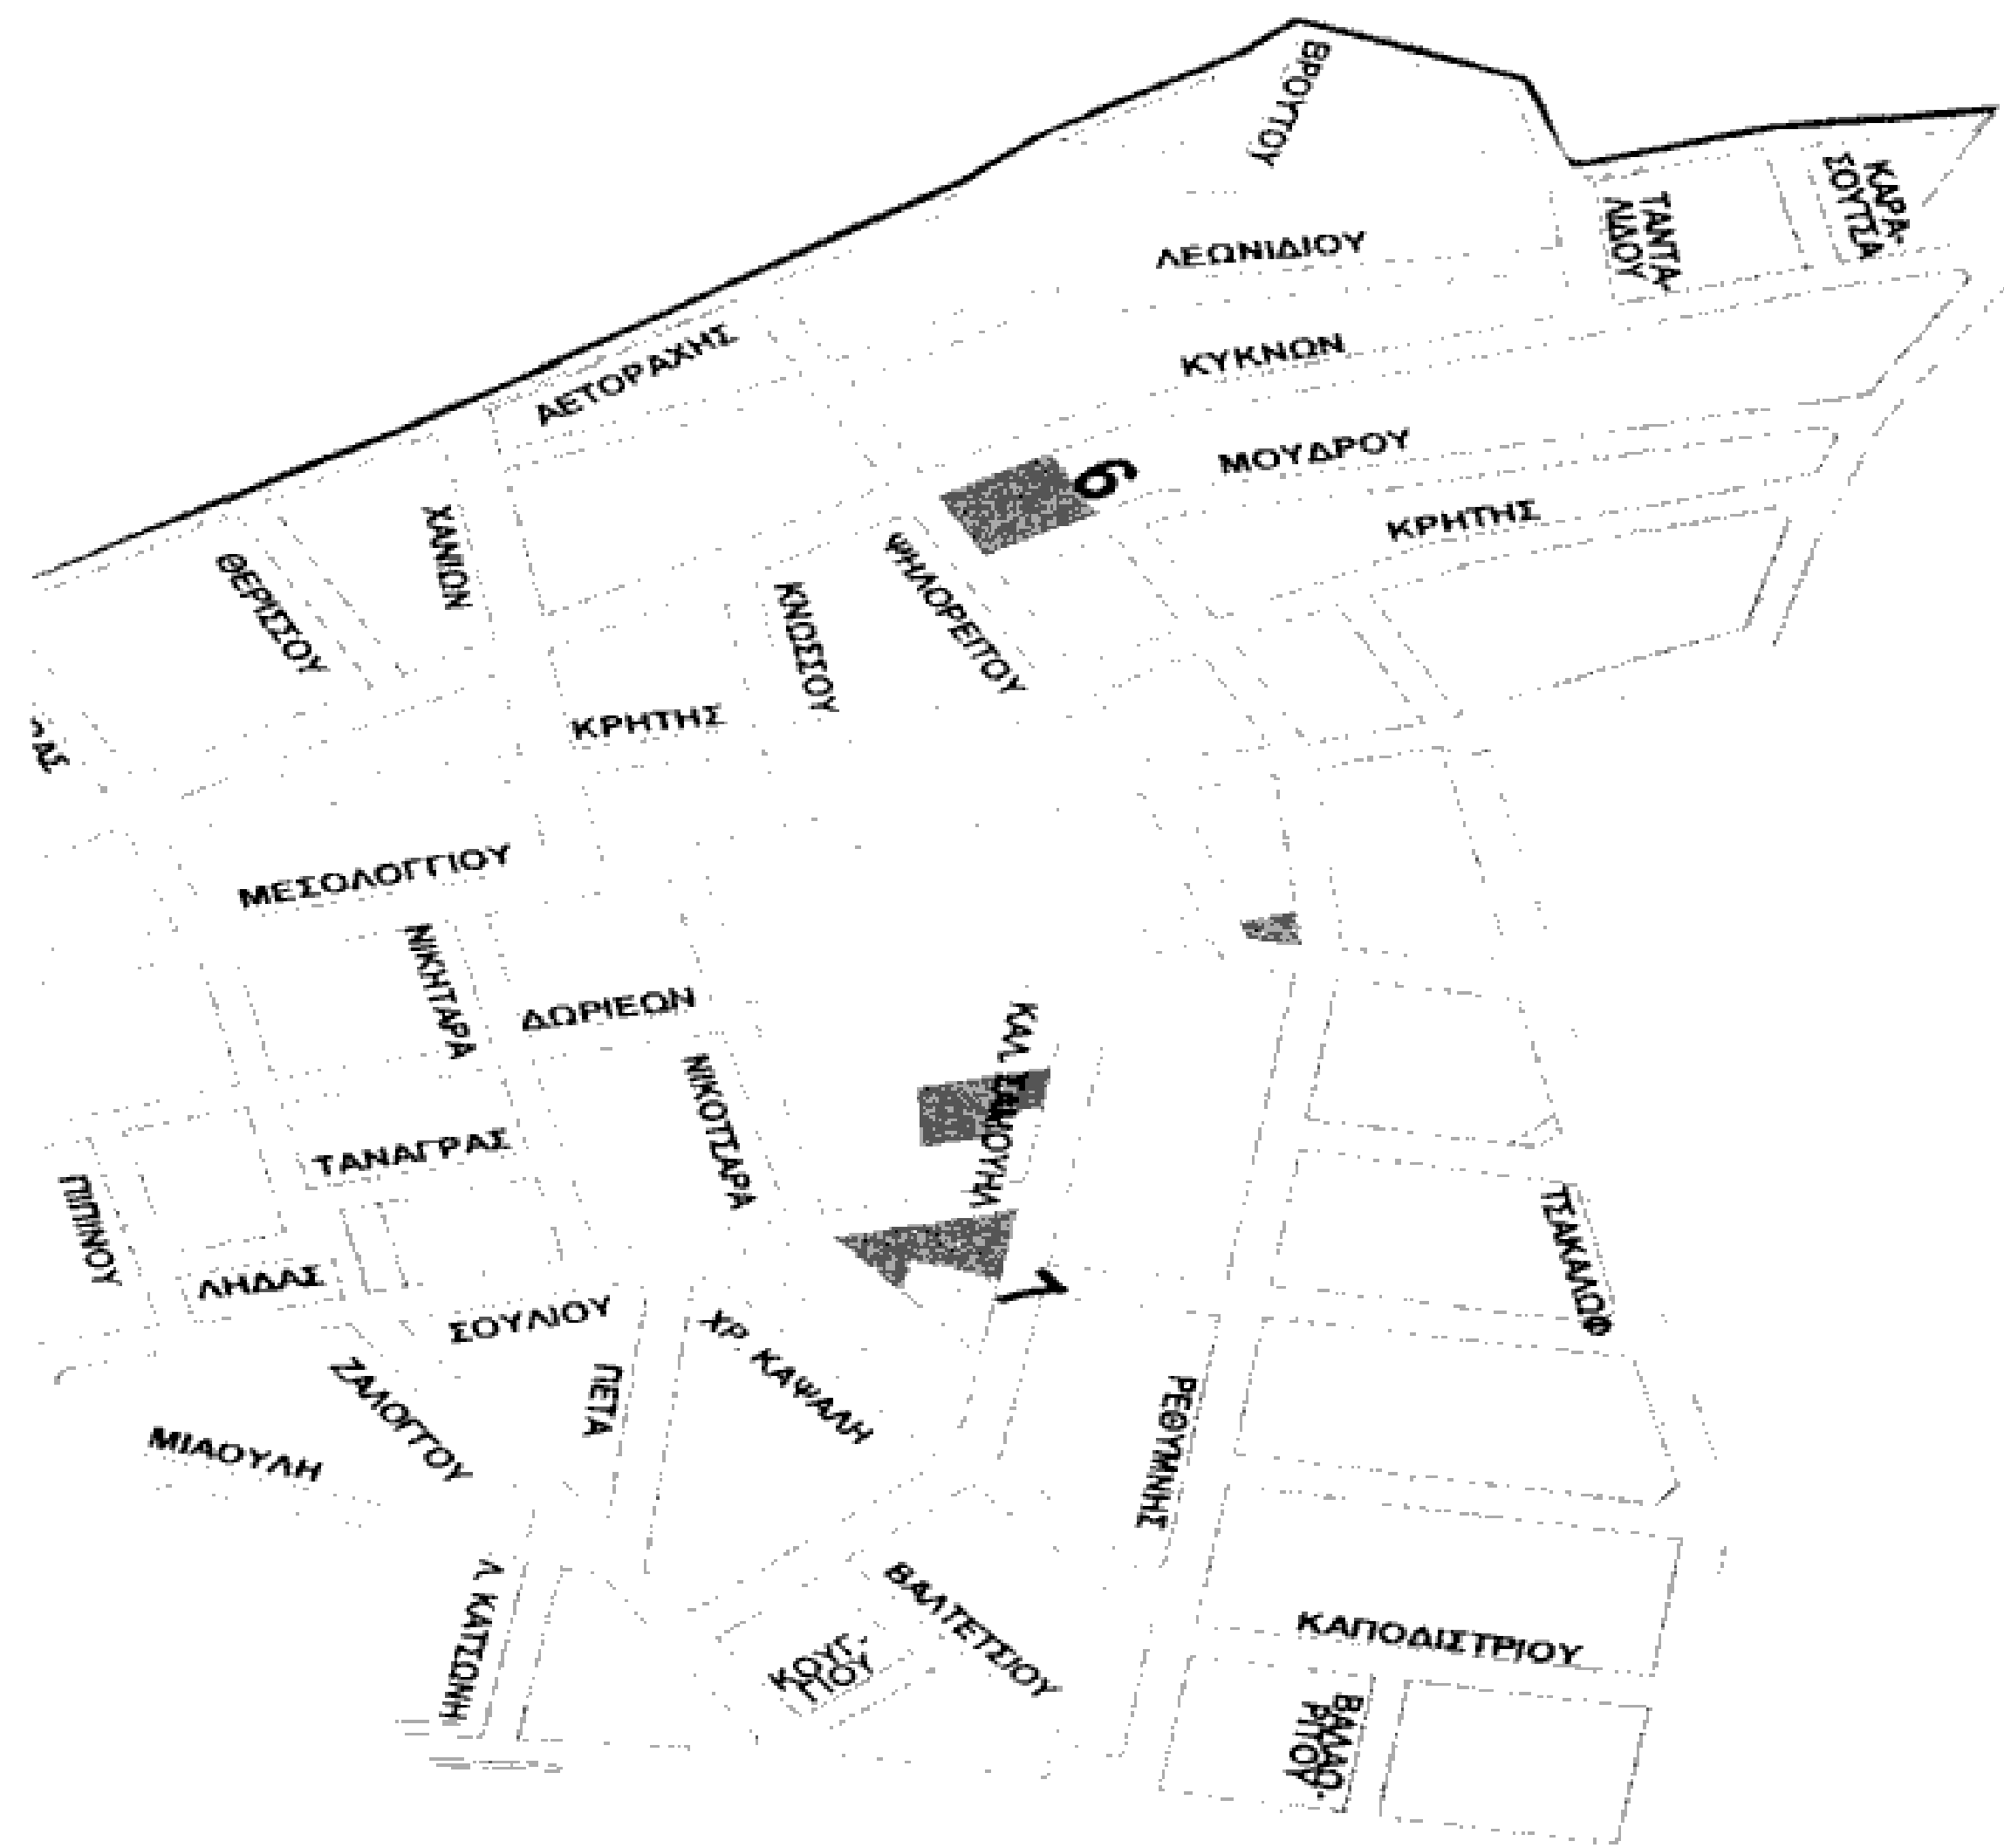 ΒΡΟΥΤΟΥ
ΚΑΡΑ-
ΣΟΥΤΣΑ
ΤΑΝΤΑ-
ΛΙΔΟΥ
ΛΕΩΝΙΔΙΟΥ
ΚΥΚΝΩΝ
ΑΕΤΟΡΑΧΗΣ
ΜΟΥΔΡΟΥ
6
ΚΡΗΤΗΣ
ΧΑΝΙΩΝ
ΘΕΡΙΣΣΟΥ
ΨΗΛΟΡΕΙΤΟΥ
ΚΝΩΣΣΟΥ
ΚΡΗΤΗΣ
ΜΕΣΟΛΟΓΓΙΟΥ
ΝΙΚΗΤΑΡΑ
ΔΩΡΙΕΩΝ
ΚΑΛ. ΣΑΜΟΥΗΛ
ΝΙΚΟΤΣΑΡΑ
ΤΑΝΑΓΡΑΣ
ΠΙΠΙΝΟΥ
ΤΣΑΚΑΛΩΦ
ΛΗΔΑΣ
7
ΣΟΥΛΙΟΥ
ΧΡ. ΚΑΨΑΛΗ
ΖΑΛΟΓΓΟΥ
ΠΕΤΑ
ΡΕΘΥΜΝΗΣ
ΜΙΑΟΥΛΗ
Λ. ΚΑΤΣΩΝΗ
ΒΑΛΤΕΤΣΙΟΥ
ΚΟΥΓ-
ΓΙΟΥ
ΚΑΠΟΔΙΣΤΡΙΟΥ
ΒΑΛΑΩ-
ΡΙΤΟΥ